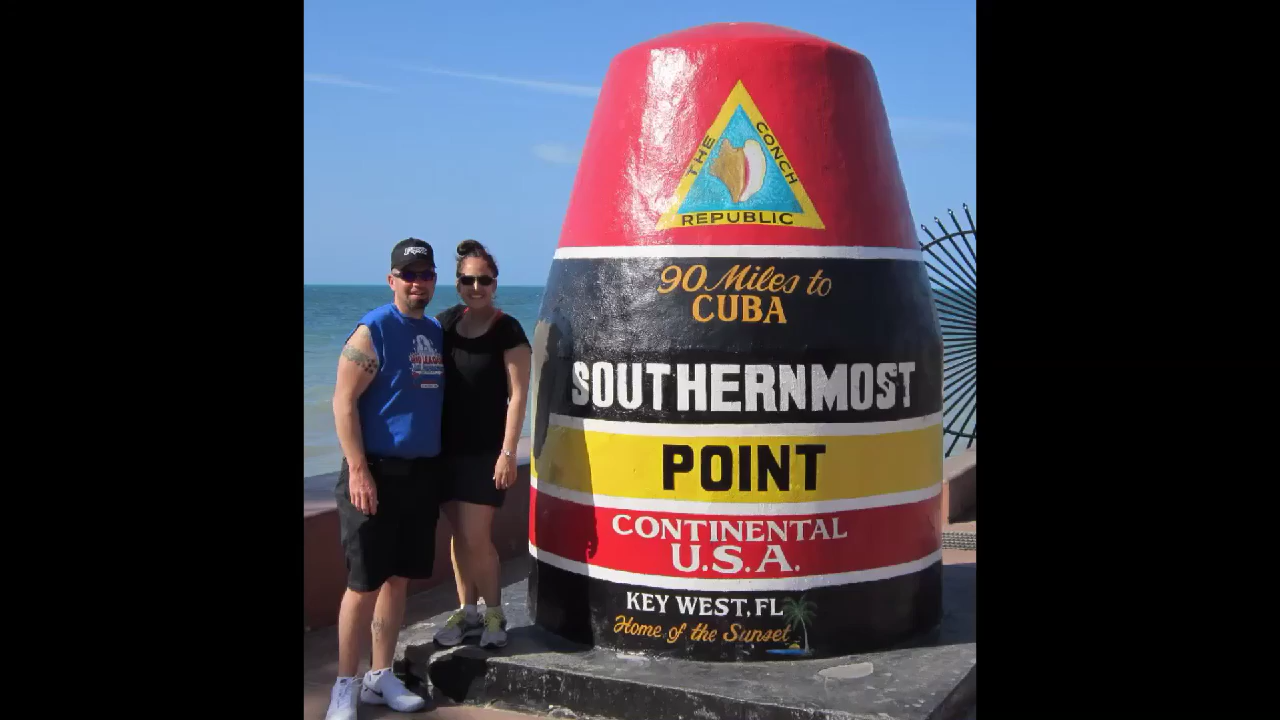 THE CONCH
REPUBLIC
90 Miles to
CUBA
SOUTHERNMOST
POINT
CONTINENTAL
U.S.A.
KEY WEST, FL
Home of the Sunset